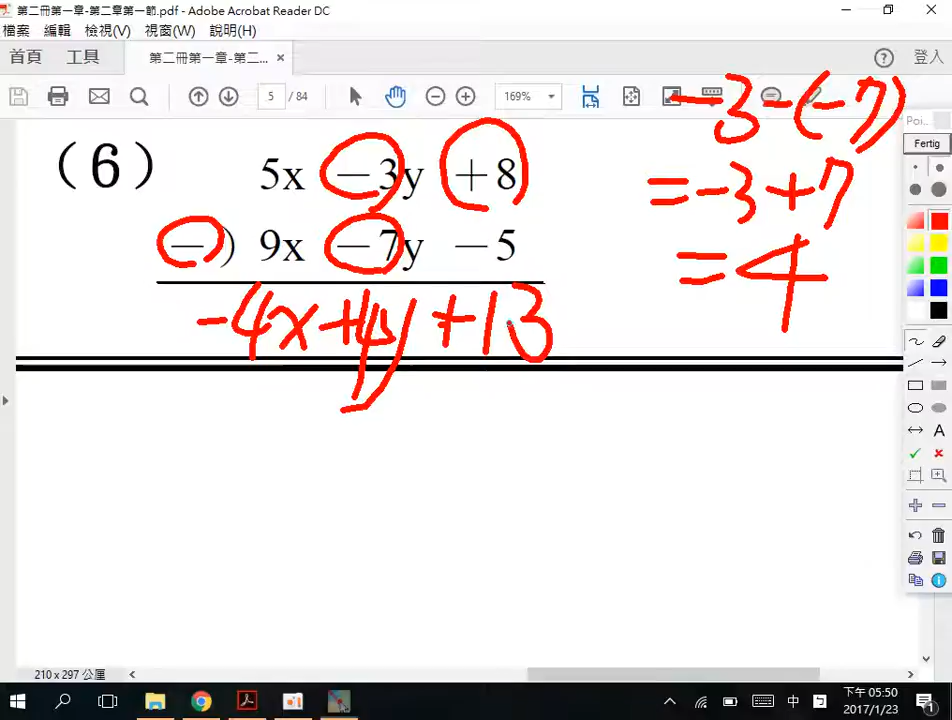 第二冊第一章-第二章第一節.pdf - Adobe Acrobat Reader DC
檔案 編輯 檢視(V) 視窗(W) 說明(H)
首頁 工具 第二冊第一章-第二... × ? 登入
5 / 84 169%
Poi
Fertig
-3-(-7)
=-3+7
=4
(6) 5x －3y ＋8
－) 9x －7y －5
-4x+4y+13
A
210 x 297 公厘
中
下午 05:50
2017/1/23
1